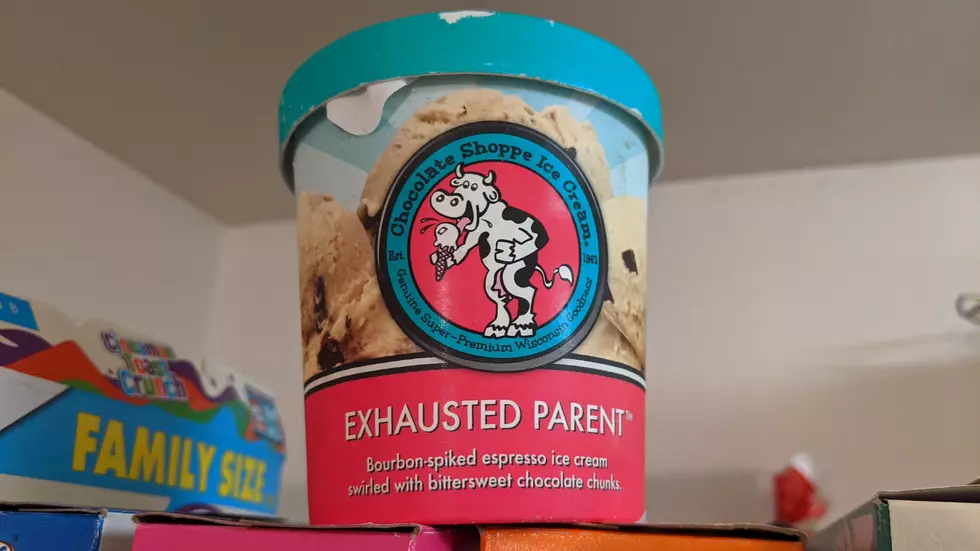 Chocolate Shoppe Ice Cream®
Est. 1962
Genuine Super-Premium Wisconsin Goodness
EXHAUSTED PARENT™
Bourbon-spiked espresso ice cream
swirled with bittersweet chocolate chunks.
Cinnamon
Toast
Crunch
FAMILY SIZE